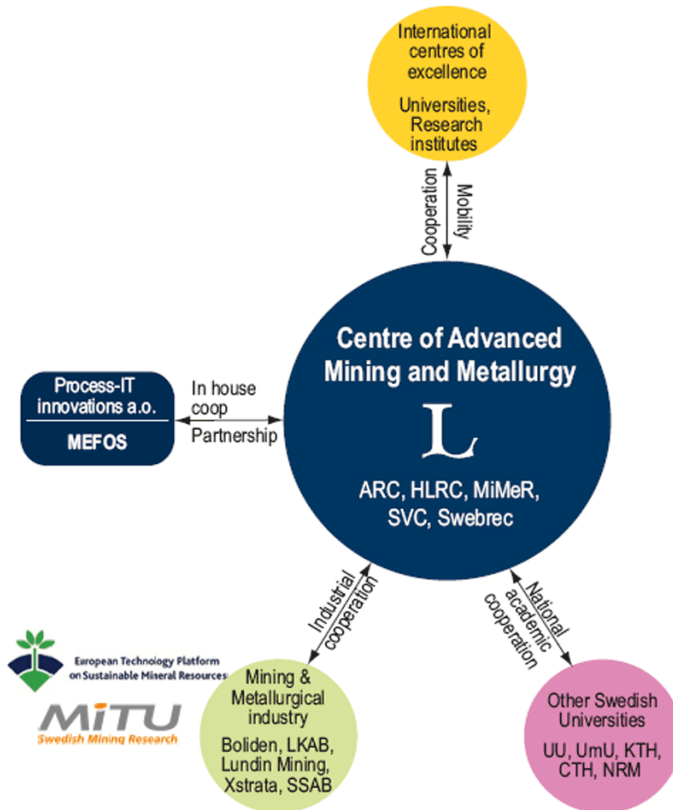 International
centres of
excellence
Universities,
Research
institutes
Cooperation
Mobility
Centre of Advanced
Mining and Metallurgy
L
ARC, HLRC, MiMeR,
SVC, Swebrec
Process-IT
innovations a.o.
MEFOS
In house
coop
Partnership
Industrial
cooperation
National
academic
cooperation
European Technology Platform
on Sustainable Mineral Resources
MiTU
Swedish Mining Research
Mining &
Metallurgical
industry
Boliden, LKAB,
Lundin Mining,
Xstrata, SSAB
Other Swedish
Universities
UU, UmU, KTH,
CTH, NRM